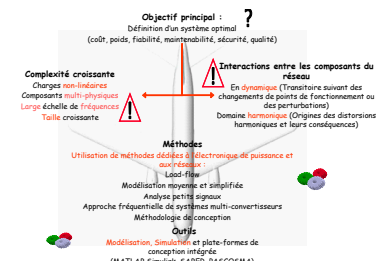 Objectif principal :
?
Définition d'un système optimal
(coût, poids, fiabilité, maintenabilité, sécurité, qualité)
Complexité croissante
Charges non-linéaires
Composants multi-physiques
Large échelle de fréquences
Taille croissante
!
!
Interactions entre les composants du
réseau
En dynamique (Transitoire suivant des
changements de points de fonctionnement ou
des perturbations)
Domaine harmonique (Origines des distorsions
harmoniques et leurs conséquences)
Méthodes
Utilisation de méthodes dédiées à l'électronique de puissance et
aux réseaux :
Load-flow
Modélisation moyenne et simplifiée
Analyse petits signaux
Approche fréquentielle de systèmes multi-convertisseurs
Méthodologie de conception
Outils
Modélisation, Simulation et plate-formes de
conception intégrée
(MATLAB Simulink, SABER, PASCOSMA)